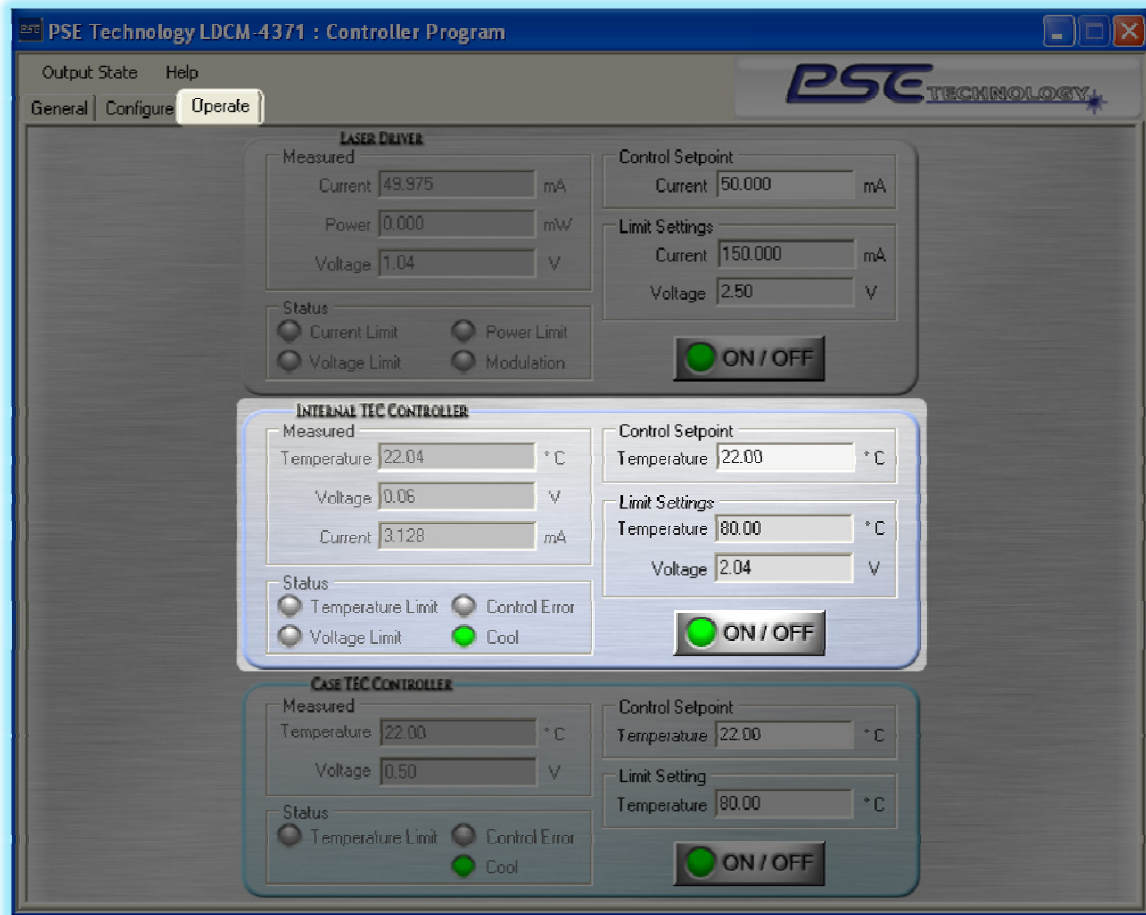 PSE PSE Technology LDCM-4371 : Controller Program
Output State Help
PSE TECHNOLOGY
General Configure Operate
LASER DRIVER
Measured
Current 49.975 mA
Power 0.000 mW
Voltage 1.04 V
Status
Current Limit Power Limit
Voltage Limit Modulation
Control Setpoint
Current 50.000 mA
Limit Settings
Current 150.000 mA
Voltage 2.50 V
ON / OFF
INTERNAL TEC CONTROLLER
Measured
Temperature 22.04 ° C
Voltage 0.06 V
Current 3.128 mA
Status
Temperature Limit Control Error
Voltage Limit Cool
Control Setpoint
Temperature 22.00 ° C
Limit Settings
Temperature 80.00 ° C
Voltage 2.04 V
ON / OFF
CASE TEC CONTROLLER
Measured
Temperature 22.00 ° C
Voltage 0.50 V
Status
Temperature Limit Control Error
Cool
Control Setpoint
Temperature 22.00 ° C
Limit Setting
Temperature 80.00 ° C
ON / OFF